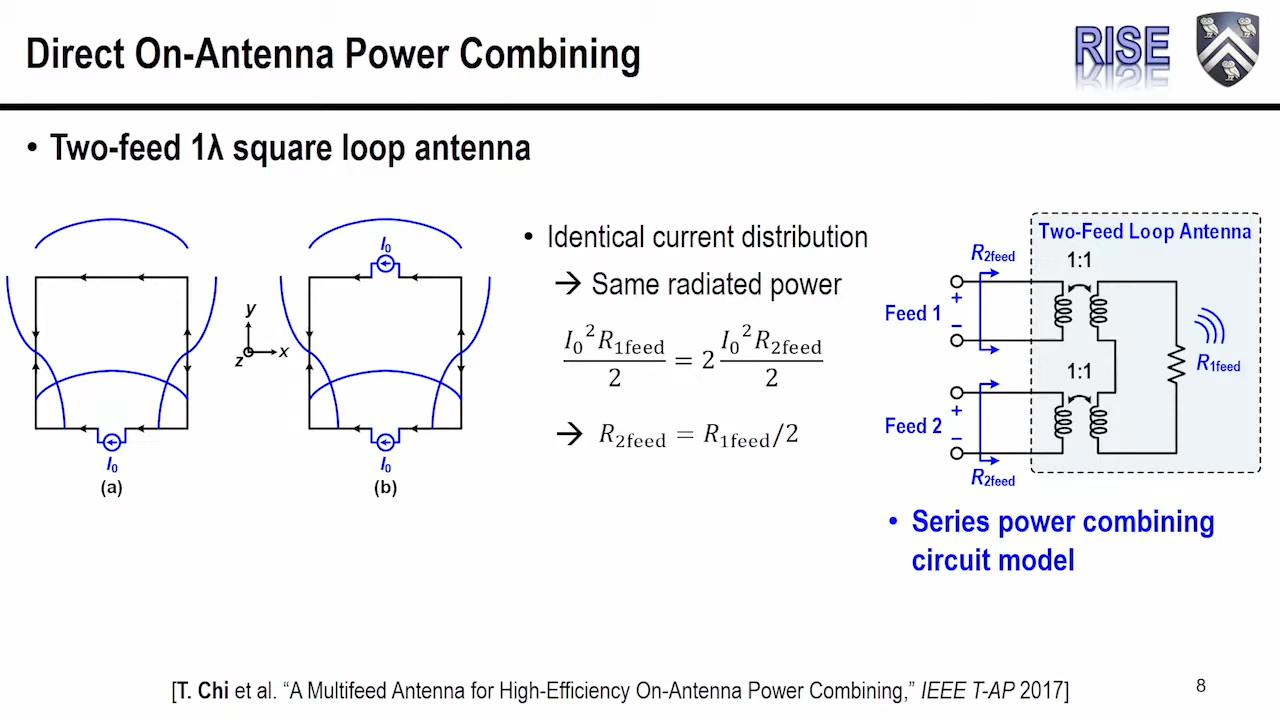 Direct On-Antenna Power Combining
RISE
• Two-feed 1λ square loop antenna
I₀
I₀
I₀
y
x
z
(a)
(b)
• Identical current distribution
→ Same radiated power
I₀²R₁feed/2 = 2 I₀²R₂feed/2
→ R₂feed = R₁feed/2
Two-Feed Loop Antenna
R₂feed
1:1
Feed 1
+
−
R₁feed
1:1
Feed 2
+
−
R₂feed
• Series power combining
circuit model
[T. Chi et al. “A Multifeed Antenna for High-Efficiency On-Antenna Power Combining,” IEEE T-AP 2017]
8